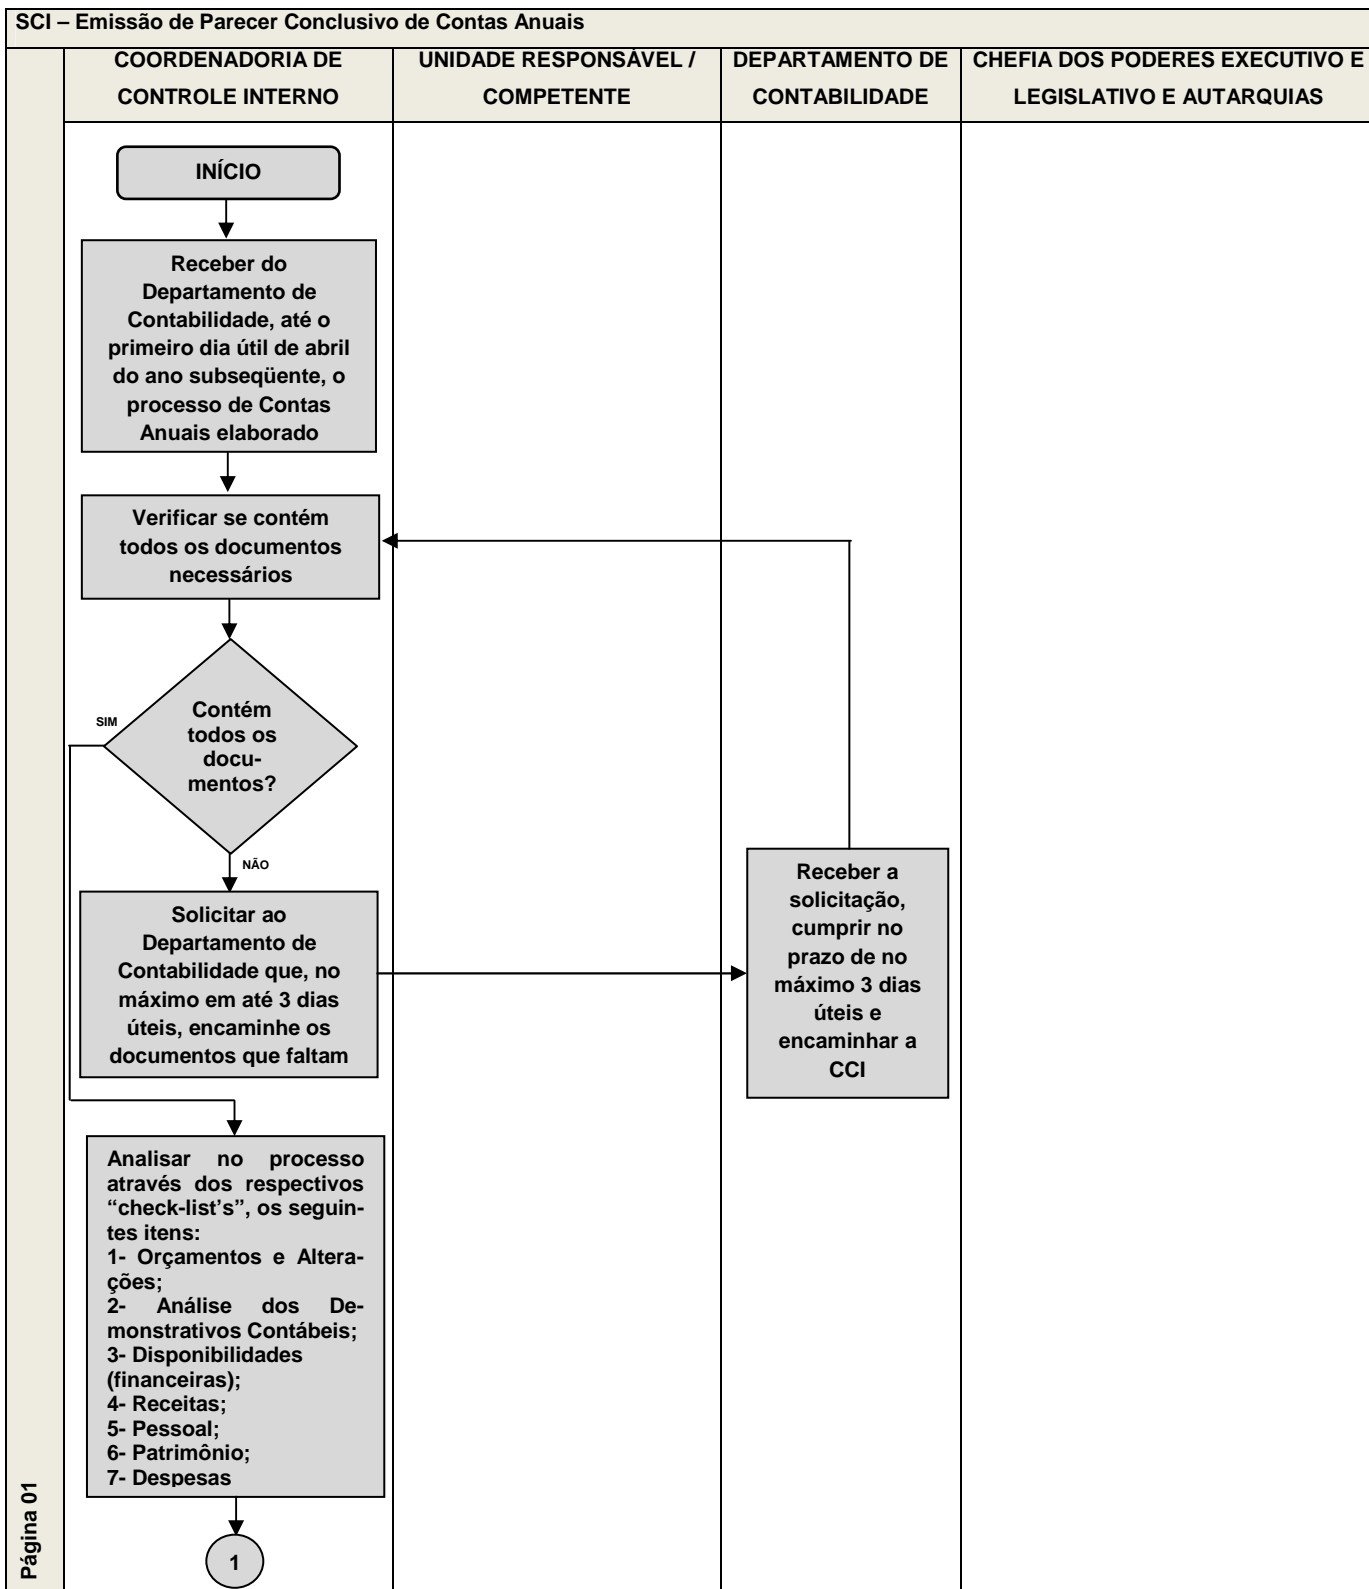 SCI – Emissão de Parecer Conclusivo de Contas Anuais
COORDENADORIA DE
CONTROLE INTERNO
UNIDADE RESPONSÁVEL /
COMPETENTE
DEPARTAMENTO DE
CONTABILIDADE
CHEFIA DOS PODERES EXECUTIVO E
LEGISLATIVO E AUTARQUIAS
INÍCIO
Receber do
Departamento de
Contabilidade, até o
primeiro dia útil de abril
do ano subseqüente, o
processo de Contas
Anuais elaborado
Verificar se contém
todos os documentos
necessários
SIM
Contém
todos os
docu-
mentos?
NÃO
Solicitar ao
Departamento de
Contabilidade que, no
máximo em até 3 dias
úteis, encaminhe os
documentos que faltam
Receber a
solicitação,
cumprir no
prazo de no
máximo 3 dias
úteis e
encaminhar a
CCI
Analisar no processo
através dos respectivos
“check-list’s”, os seguin-
tes itens:
1- Orçamentos e Altera-
ções;
2- Análise dos De-
monstrativos Contábeis;
3- Disponibilidades
(financeiras);
4- Receitas;
5- Pessoal;
6- Patrimônio;
7- Despesas
1
Página 01